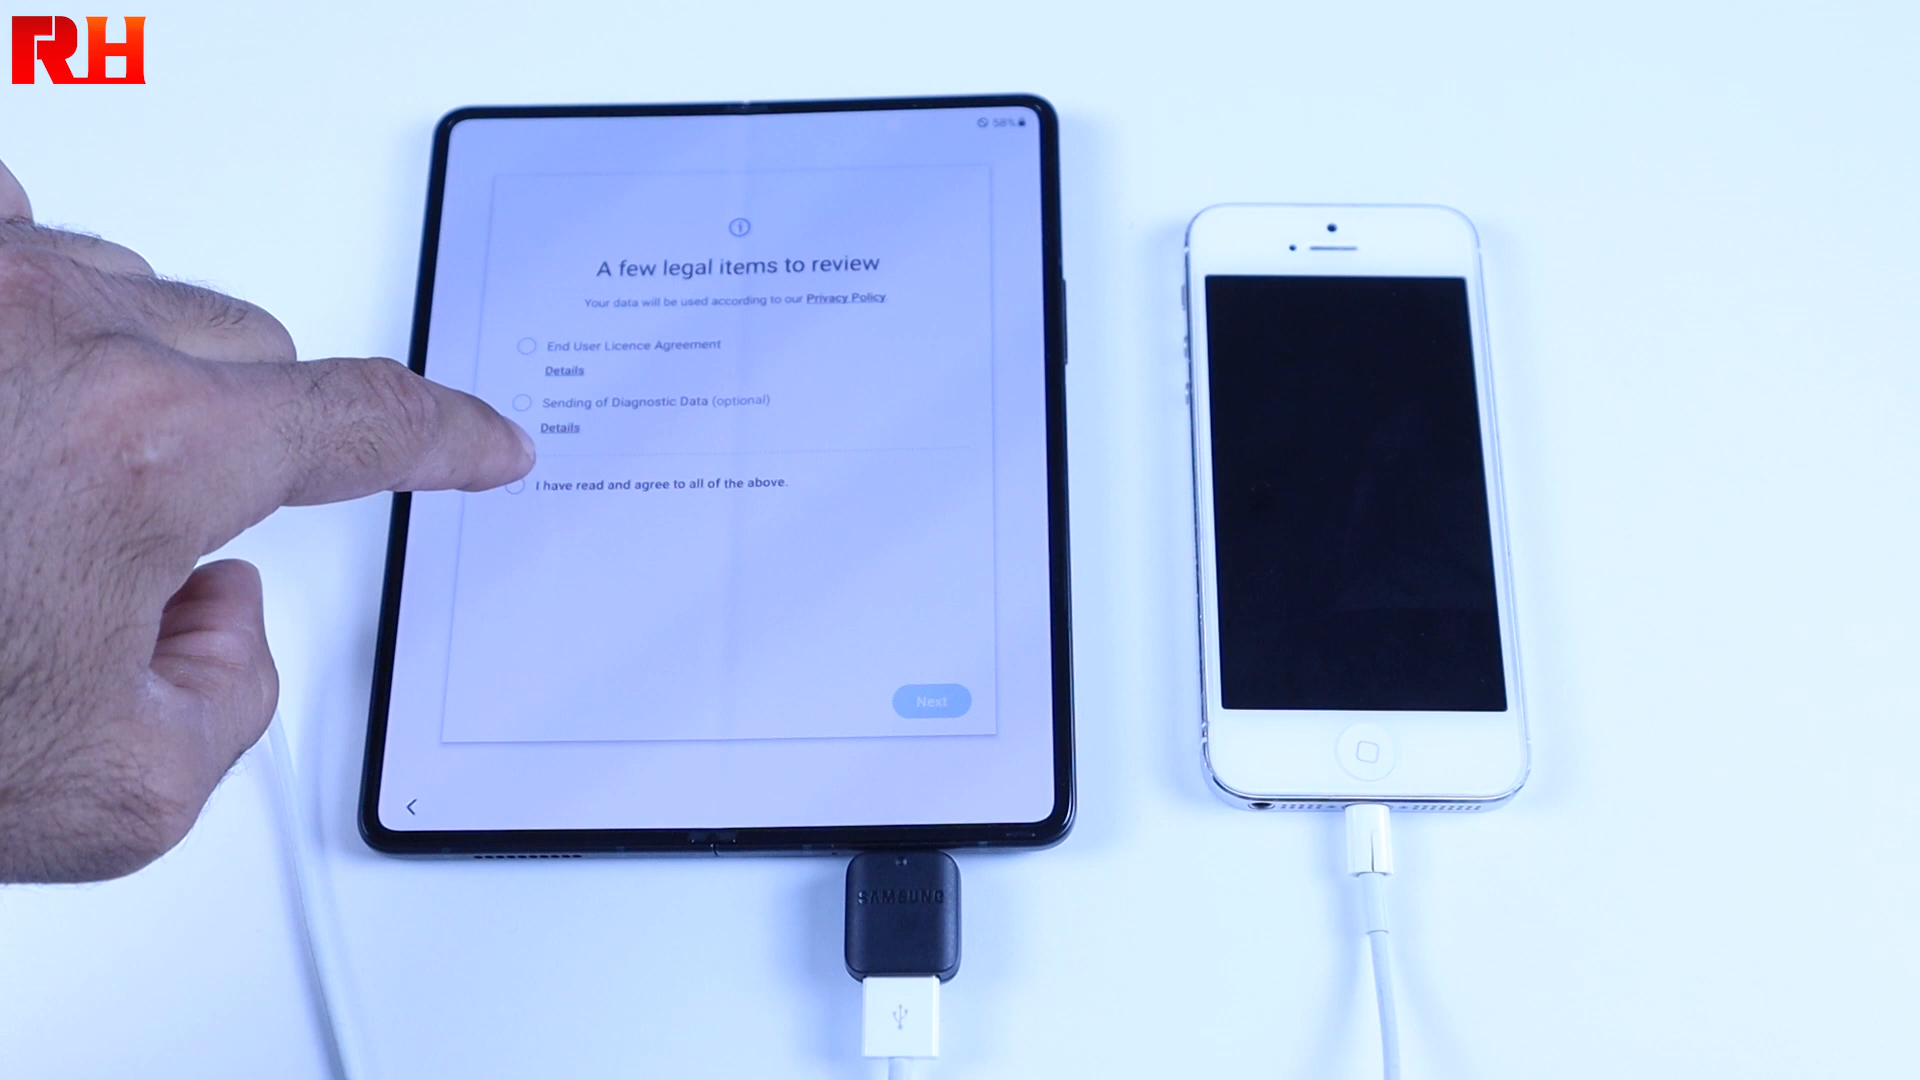 RH
58%
A few legal items to review
Your data will be used according to our Privacy Policy.
End User Licence Agreement
Details
Sending of Diagnostic Data (optional)
Details
I have read and agree to all of the above.
Next
SAMSUNG